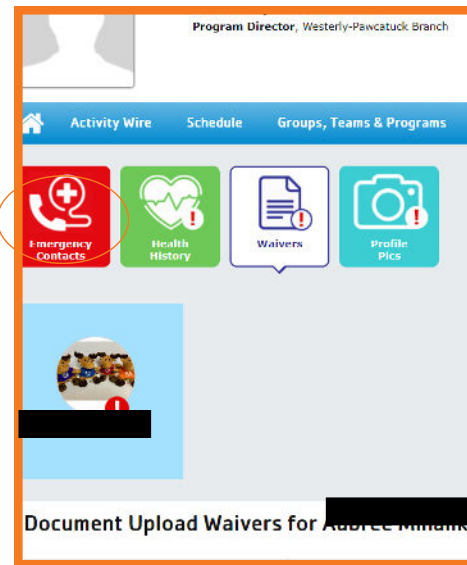 Program Director, Westerly-Pawcatuck Branch
Activity Wire Schedule Groups, Teams & Programs
Emergency
Contacts
Health
History
Waivers
Profile
Pics
Document Upload Waivers for